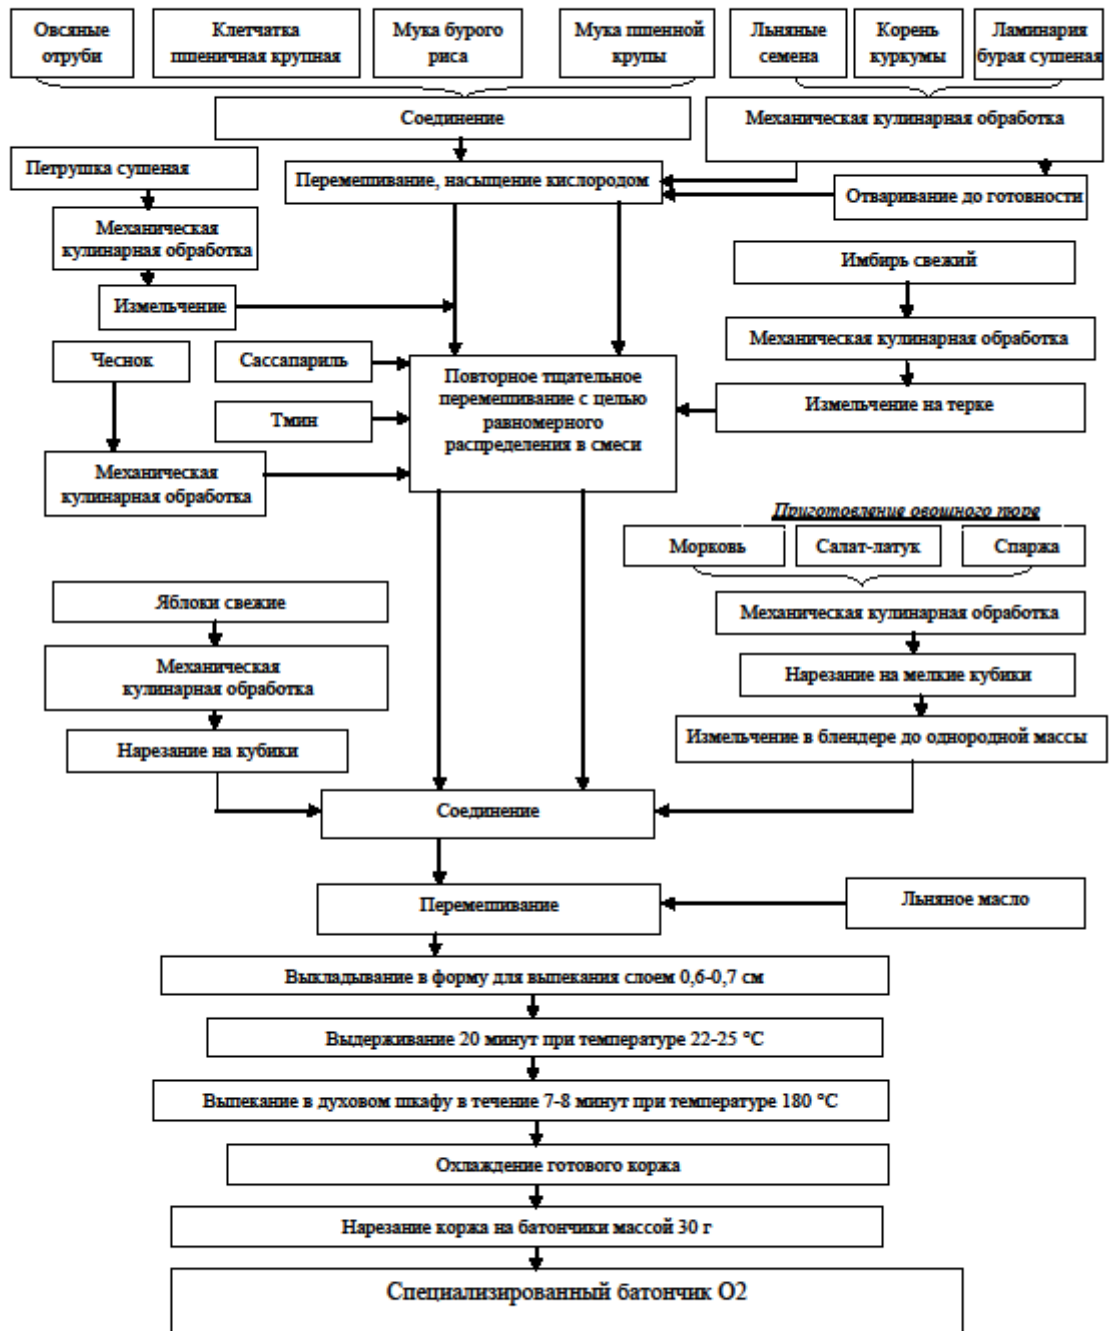 Овсяные
отруби
Клетчатка
пшеничная крупная
Мука бурого
риса
Мука пшенной
крупы
Льняные
семена
Корень
куркумы
Ламинария
бурая сушеная
Соединение
Механическая кулинарная обработка
Петрушка сушеная
Перемешивание, насыщение кислородом
Отваривание до готовности
Механическая
кулинарная обработка
Имбирь свежий
Измельчение
Механическая кулинарная обработка
Чеснок
Сассапариль
Повторное тщательное
перемешивание с целью
равномерного
распределения в смеси
Измельчение на терке
Тмин
Механическая
кулинарная обработка
Приготовление овощного пюре
Морковь
Салат-латук
Спаржа
Яблоки свежие
Механическая кулинарная обработка
Механическая
кулинарная обработка
Нарезание на мелкие кубики
Нарезание на кубики
Измельчение в блендере до однородной массы
Соединение
Перемешивание
Льняное масло
Выкладывание в форму для выпекания слоем 0,6-0,7 см
Выдерживание 20 минут при температуре 22-25 °С
Выпекание в духовом шкафу в течение 7-8 минут при температуре 180 °С
Охлаждение готового коржа
Нарезание коржа на батончики массой 30 г
Специализированный батончик О2